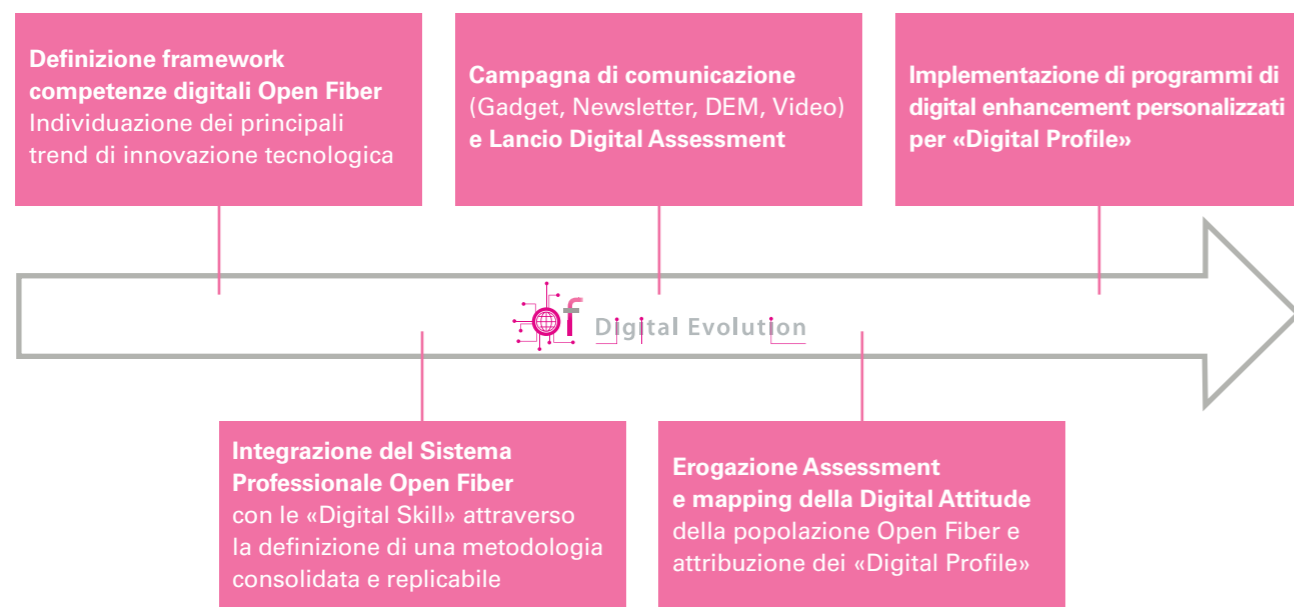 Definizione framework
competenze digitali Open Fiber
Individuazione dei principali
trend di innovazione tecnologica
Campagna di comunicazione
(Gadget, Newsletter, DEM, Video)
e Lancio Digital Assessment
Implementazione di programmi di
digital enhancement personalizzati
per «Digital Profile»
of Digital Evolution
Integrazione del Sistema
Professionale Open Fiber
con le «Digital Skill» attraverso
la definizione di una metodologia
consolidata e replicabile
Erogazione Assessment
e mapping della Digital Attitude
della popolazione Open Fiber e
attribuzione dei «Digital Profile»